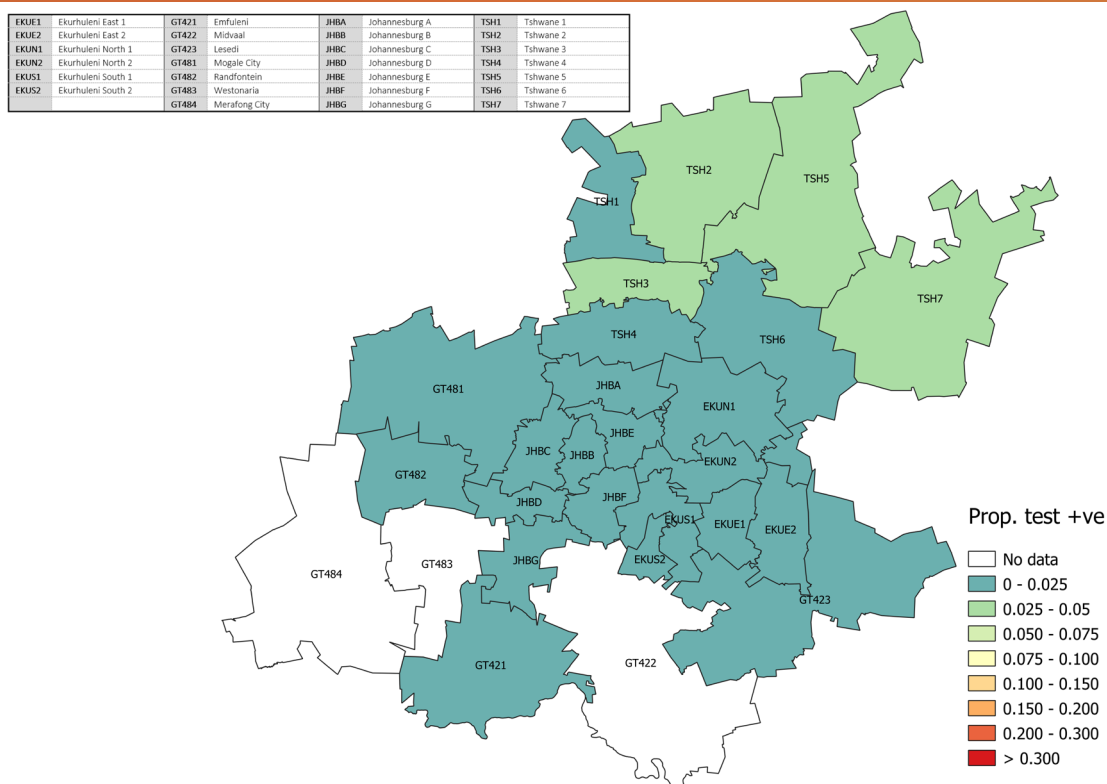 EKUE1 Ekurhuleni East 1 GT421 Emfuleni JHBA Johannesburg A TSH1 Tshwane 1
EKUE2 Ekurhuleni East 2 GT422 Midvaal JHBB Johannesburg B TSH2 Tshwane 2
EKUN1 Ekurhuleni North 1 GT423 Lesedi JHBC Johannesburg C TSH3 Tshwane 3
EKUN2 Ekurhuleni North 2 GT481 Mogale City JHBD Johannesburg D TSH4 Tshwane 4
EKUS1 Ekurhuleni South 1 GT482 Randfontein JHBE Johannesburg E TSH5 Tshwane 5
EKUS2 Ekurhuleni South 2 GT483 Westonaria JHBF Johannesburg F TSH6 Tshwane 6
GT484 Merafong City JHBG Johannesburg G TSH7 Tshwane 7
TSH2
TSH5
TSH1
TSH3
TSH7
TSH4
TSH6
GT481
JHBA
EKUN1
JHBE
JHBC
JHBB
EKUN2
GT482
JHBD
JHBF
EKUS1
EKUE1
EKUE2
GT484
GT483
JHBG
EKUS2
GT423
GT421
GT422
Prop. test +ve
No data
0 - 0.025
0.025 - 0.05
0.050 - 0.075
0.075 - 0.100
0.100 - 0.150
0.150 - 0.200
0.200 - 0.300
> 0.300